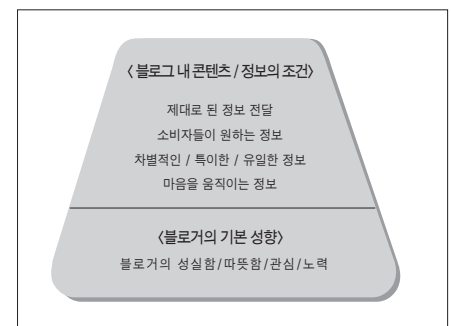 〈 블로그 내 콘텐츠 / 정보의 조건〉
제대로 된 정보 전달
소비자들이 원하는 정보
차별적인 / 특이한 / 유일한 정보
마음을 움직이는 정보
〈블로거의 기본 성향〉
블로거의 성실함/따뜻함/관심/노력